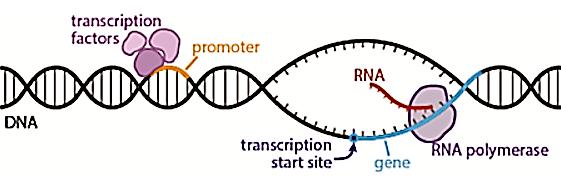 transcription
factors
promoter
RNA
DNA
transcription
start site
gene
RNA polymerase